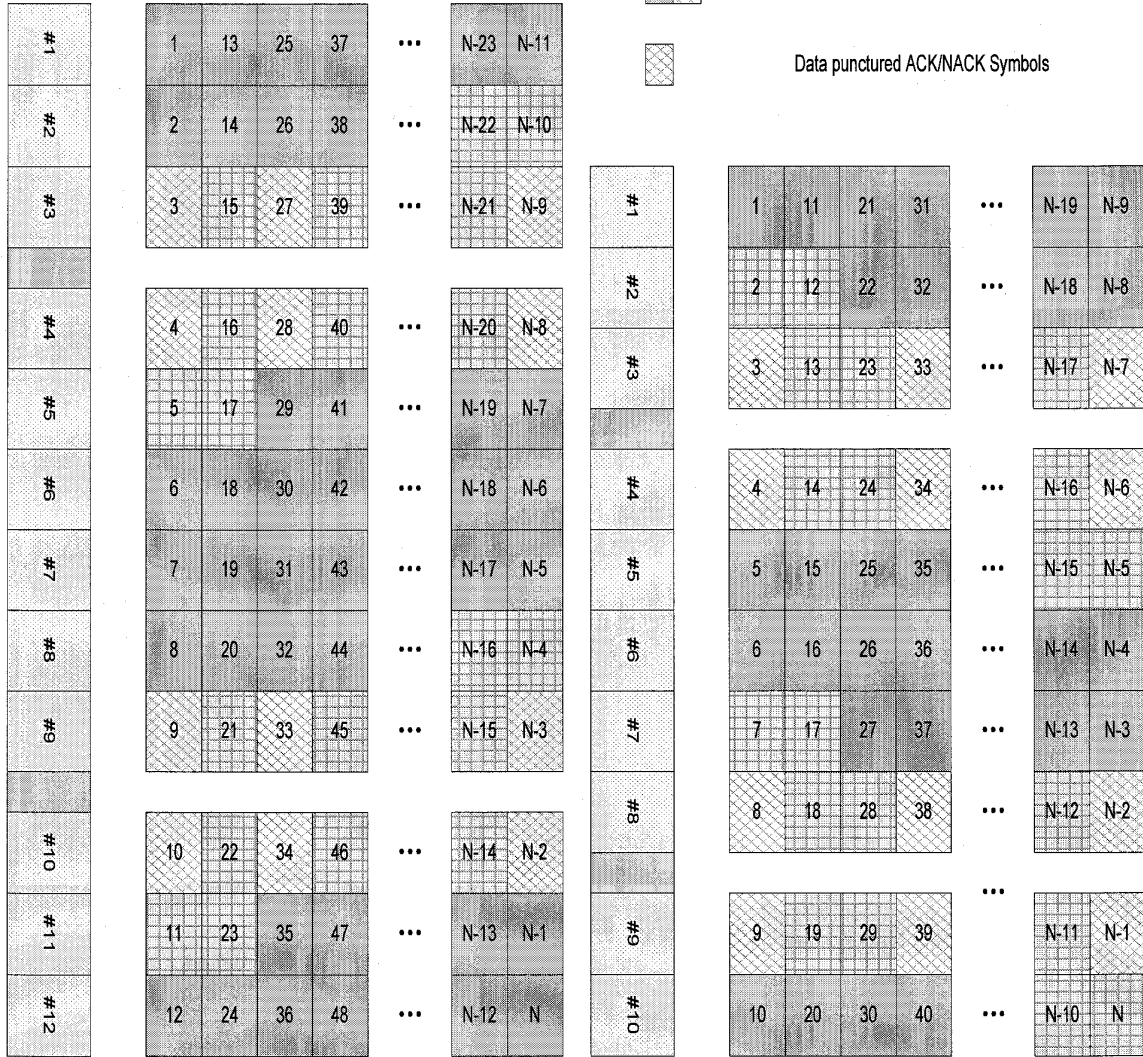 Data punctured ACK/NACK Symbols
#1 1 13 25 37 ... N-23 N-11
#2 2 14 26 38 ... N-22 N-10
#3 3 15 27 39 ... N-21 N-9
#4 4 16 28 40 ... N-20 N-8
#5 5 17 29 41 ... N-19 N-7
#6 6 18 30 42 ... N-18 N-6
#7 7 19 31 43 ... N-17 N-5
#8 8 20 32 44 ... N-16 N-4
#9 9 21 33 45 ... N-15 N-3
#10 10 22 34 46 ... N-14 N-2
#11 11 23 35 47 ... N-13 N-1
#12 12 24 36 48 ... N-12 N
#1 1 11 21 31 ... N-19 N-9
#2 2 12 22 32 ... N-18 N-8
#3 3 13 23 33 ... N-17 N-7
#4 4 14 24 34 ... N-16 N-6
#5 5 15 25 35 ... N-15 N-5
#6 6 16 26 36 ... N-14 N-4
#7 7 17 27 37 ... N-13 N-3
#8 8 18 28 38 ... N-12 N-2
...
#9 9 19 29 39 N-11 N-1
#10 10 20 30 40 ... N-10 N